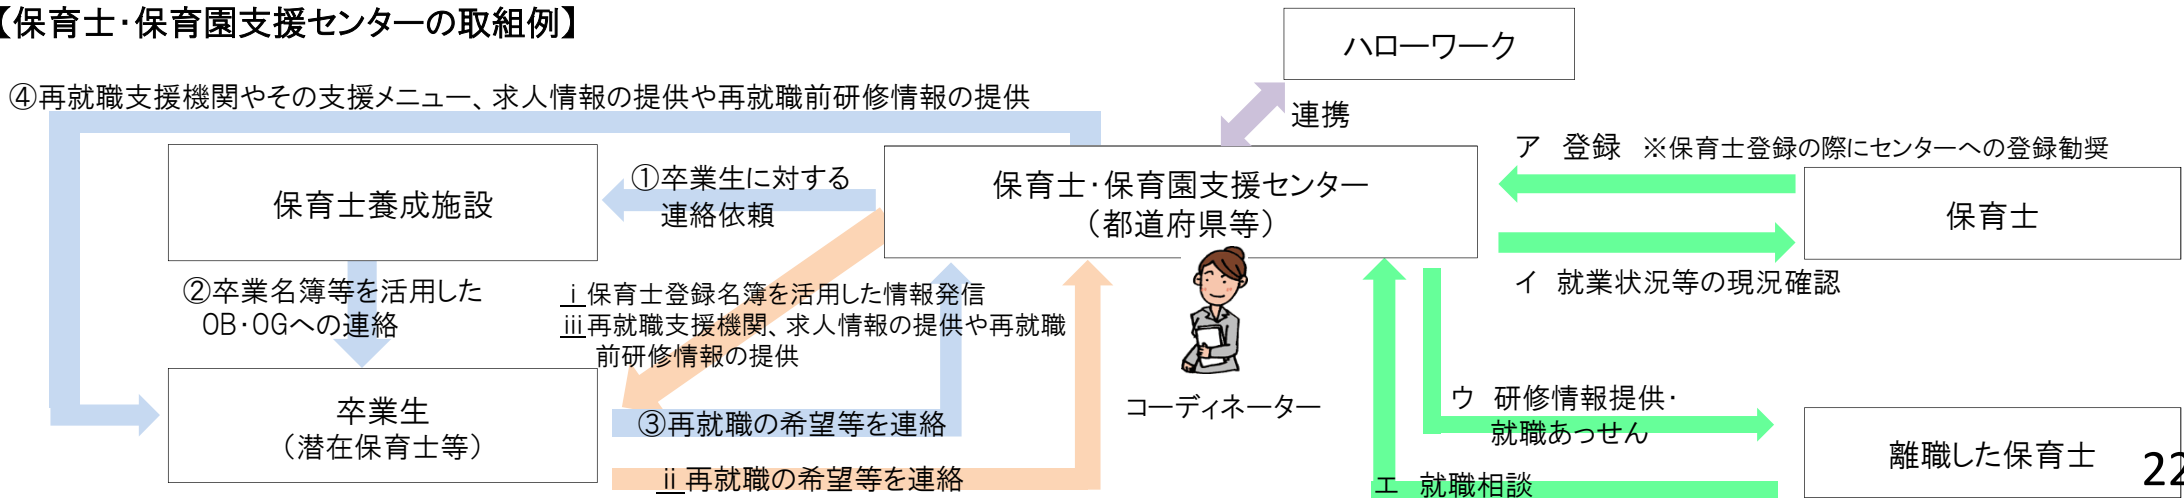 【保育士・保育園支援センターの取組例】
ハローワーク
④再就職支援機関やその支援メニュー、求人情報の提供や再就職前研修情報の提供
連携
ア　登録　※保育士登録の際にセンターへの登録勧奨
保育士養成施設
①卒業生に対する
連絡依頼
保育士・保育園支援センター
（都道府県等）
保育士
イ　就業状況等の現況確認
②卒業名簿等を活用した
OB・OGへの連絡
ⅰ保育士登録名簿を活用した情報発信
ⅲ再就職支援機関、求人情報の提供や再就職
前研修情報の提供
コーディネーター
卒業生
（潜在保育士等）
③再就職の希望等を連絡
ⅱ再就職の希望等を連絡
ウ　研修情報提供・
就職あっせん
エ　就職相談
離職した保育士
22